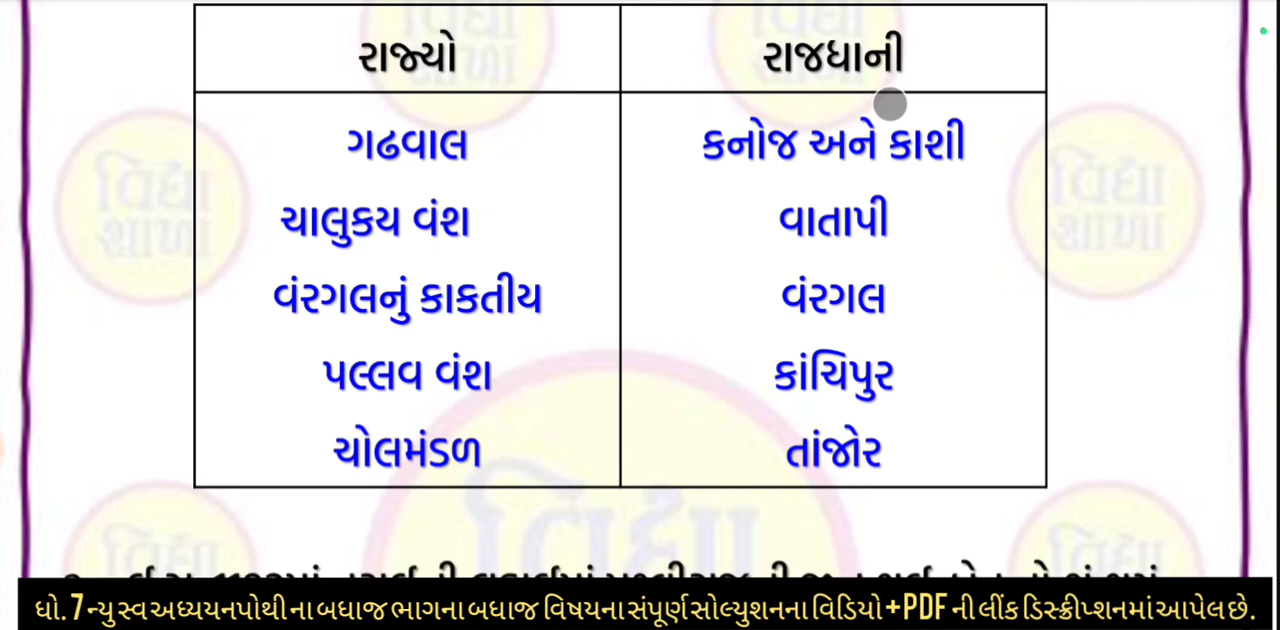 રાજ્યો રાજધાની
ગઢવાલ કનોજ અને કાશી
ચાલુકય વંશ વાતાપી
વંરગલનું કાકતીય વંરગલ
પલ્લવ વંશ કાંચિપુર
ચોલમંડળ તાંજોર
ધો. 7 ન્યુ સ્વ અધ્યયનપોથી ના બધાજ ભાગના બધાજ વિષયના સંપૂર્ણ સોલ્યુશનના વિડિયો + PDF ની લીંક ડિસ્ક્રીપ્શનમાં આપેલ છે.
વિદ્યા
શાળા
વિદ્યા
શાળા
વિદ્યા
શાળા
વિદ્યા
શાળા
વિદ્યા
વિદ્યા
વિદ્યા